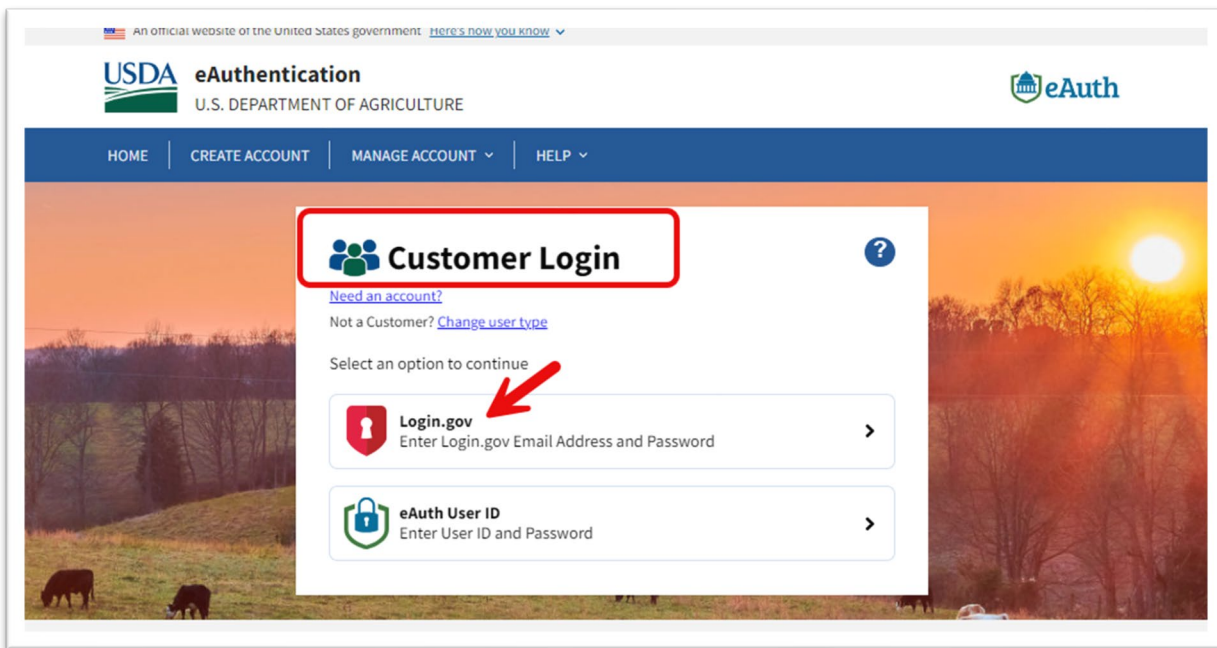 An official website of the United States government Here's how you know
USDA eAuthentication
U.S. DEPARTMENT OF AGRICULTURE
eAuth
HOME CREATE ACCOUNT MANAGE ACCOUNT HELP
Customer Login
?
Need an account?
Not a Customer? Change user type
Select an option to continue
Login.gov
Enter Login.gov Email Address and Password
eAuth User ID
Enter User ID and Password